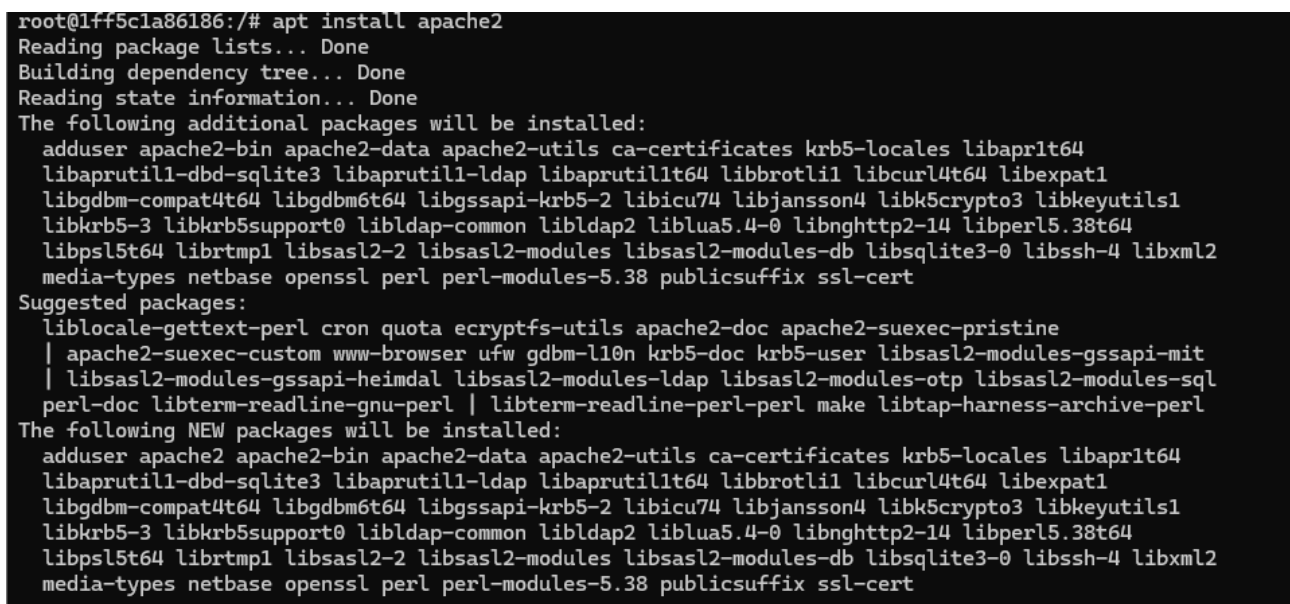 root@1ff5c1a86186:/# apt install apache2
Reading package lists... Done
Building dependency tree... Done
Reading state information... Done
The following additional packages will be installed:
  adduser apache2-bin apache2-data apache2-utils ca-certificates krb5-locales libapr1t64
  libaprutil1-dbd-sqlite3 libaprutil1-ldap libaprutil1t64 libbrotli1 libcurl4t64 libexpat1
  libgdbm-compat4t64 libgdbm6t64 libgssapi-krb5-2 libicu74 libjansson4 libk5crypto3 libkeyutils1
  libkrb5-3 libkrb5support0 libldap-common libldap2 liblua5.4-0 libnghttp2-14 libperl5.38t64
  libpsl5t64 librtmp1 libsasl2-2 libsasl2-modules libsasl2-modules-db libsqlite3-0 libssh-4 libxml2
  media-types netbase openssl perl perl-modules-5.38 publicsuffix ssl-cert
Suggested packages:
  liblocale-gettext-perl cron quota ecryptfs-utils apache2-doc apache2-suexec-pristine
  | apache2-suexec-custom www-browser ufw gdbm-l10n krb5-doc krb5-user libsasl2-modules-gssapi-mit
  | libsasl2-modules-gssapi-heimdal libsasl2-modules-ldap libsasl2-modules-otp libsasl2-modules-sql
  perl-doc libterm-readline-gnu-perl | libterm-readline-perl-perl make libtap-harness-archive-perl
The following NEW packages will be installed:
  adduser apache2 apache2-bin apache2-data apache2-utils ca-certificates krb5-locales libapr1t64
  libaprutil1-dbd-sqlite3 libaprutil1-ldap libaprutil1t64 libbrotli1 libcurl4t64 libexpat1
  libgdbm-compat4t64 libgdbm6t64 libgssapi-krb5-2 libicu74 libjansson4 libk5crypto3 libkeyutils1
  libkrb5-3 libkrb5support0 libldap-common libldap2 liblua5.4-0 libnghttp2-14 libperl5.38t64
  libpsl5t64 librtmp1 libsasl2-2 libsasl2-modules libsasl2-modules-db libsqlite3-0 libssh-4 libxml2
  media-types netbase openssl perl perl-modules-5.38 publicsuffix ssl-cert